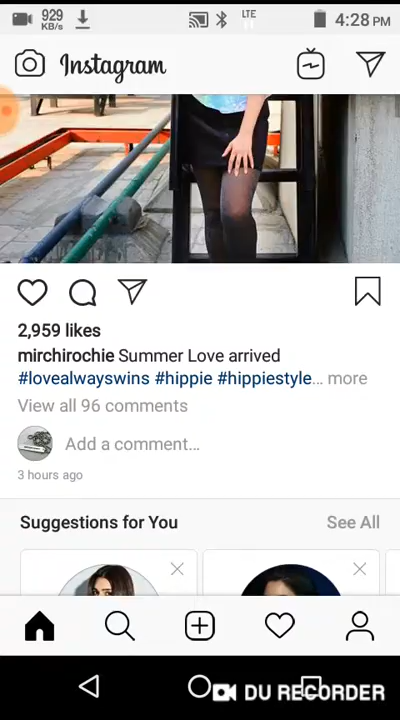 929 KB/s LTE 4:28 PM
Instagram
2,959 likes
mirchirochie Summer Love arrived
#lovealwayswins #hippie #hippiestyle... more
View all 96 comments
Add a comment...
3 hours ago
Suggestions for You See All
DU RECORDER